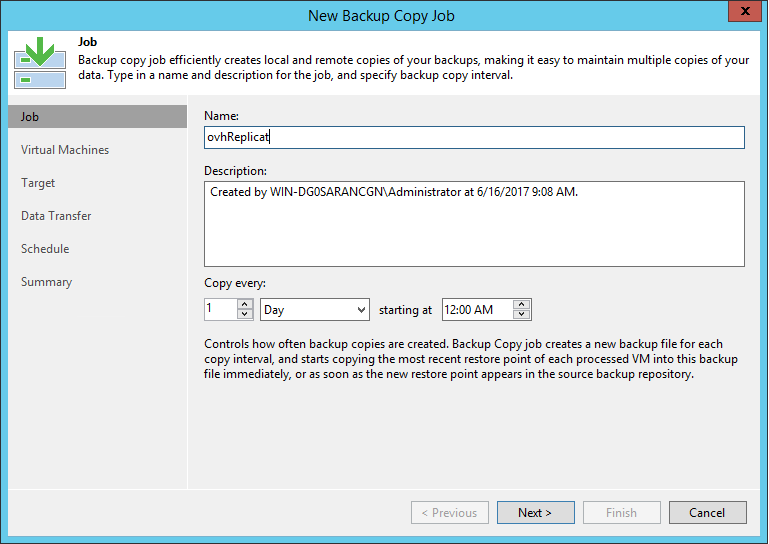 New Backup Copy Job
x
Job
Backup copy job efficiently creates local and remote copies of your backups, making it easy to maintain multiple copies of your
data. Type in a name and description for the job, and specify backup copy interval.
Job
Virtual Machines
Target
Data Transfer
Schedule
Summary
Name:
ovhReplicat
Description:
Created by WIN-DG0SARANCGN\Administrator at 6/16/2017 9:08 AM.
Copy every:
1 Day starting at 12:00 AM
Controls how often backup copies are created. Backup Copy job creates a new backup file for each
copy interval, and starts copying the most recent restore point of each processed VM into this backup
file immediately, or as soon as the new restore point appears in the source backup repository.
< Previous Next > Finish Cancel